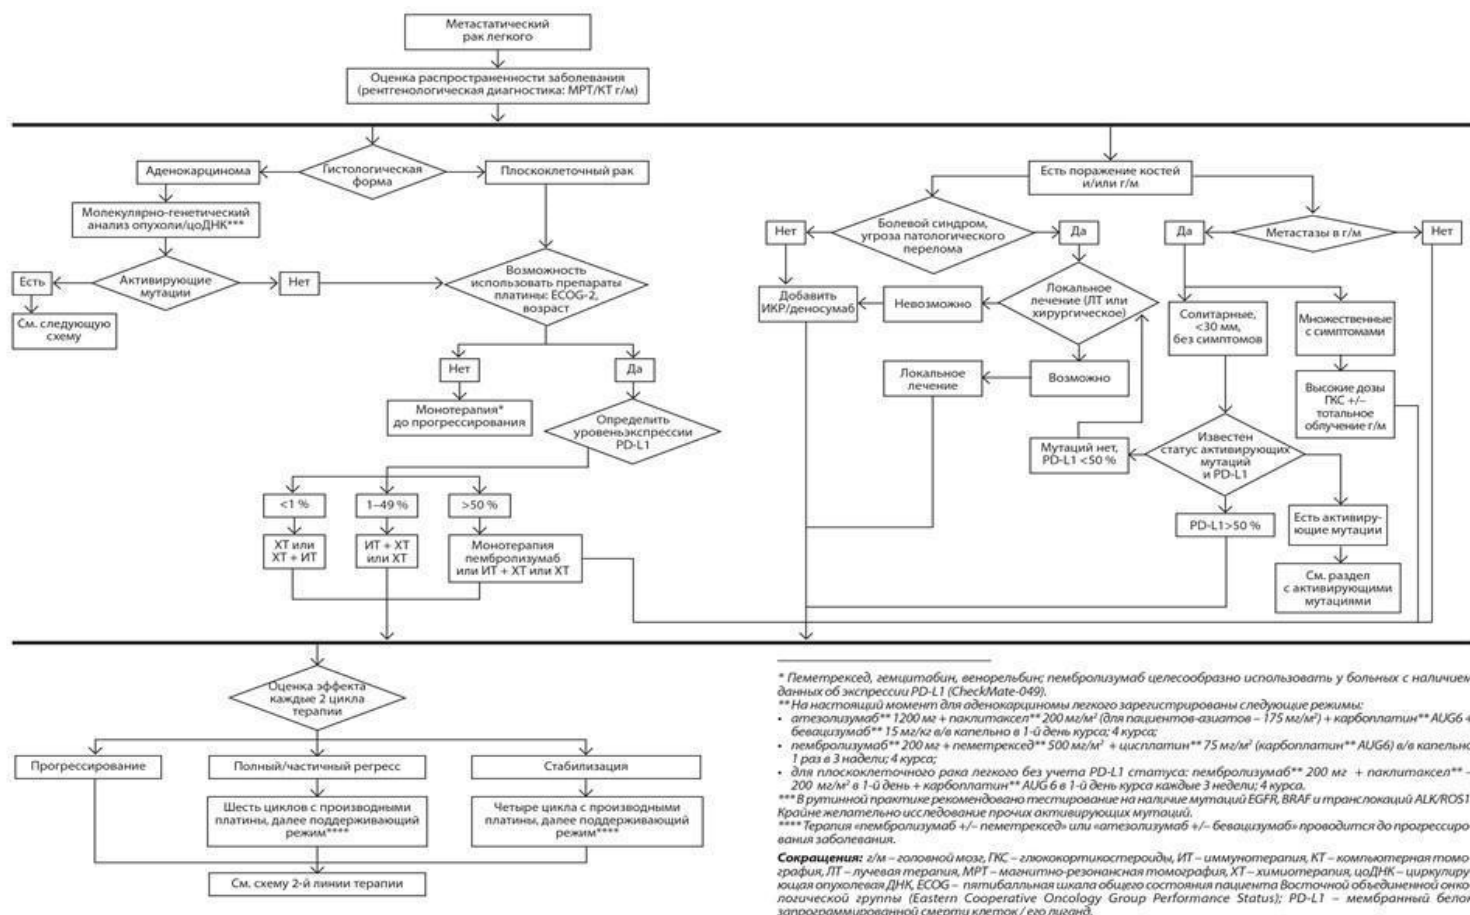 Метастатический
рак легкого
Оценка распространенности заболевания
(рентгенологическая диагностика: МРТ/КТ г/м)
Гистологическая
форма
Аденокарцинома
Плоскоклеточный рак
Молекулярно-генетический
анализ опухоли/цоДНК***
Активирующие
мутации
Есть
Нет
См. следующую
схему
Возможность
использовать препараты
платины: ECOG-2,
возраст
Нет
Да
Монотерапия*
до прогрессирования
Определить
уровеньэкспрессии
PD-L1
<1 %
1–49 %
>50 %
ХТ или
ХТ + ИТ
ИТ + ХТ
или ХТ
Монотерапия
пембролизумаб
или ИТ + ХТ или ХТ
Есть поражение костей
и/или г/м
Болевой синдром,
угроза патологического
перелома
Нет
Да
Метастазы в г/м
Да
Нет
Добавить
ИКР/деносумаб
Невозможно
Локальное
лечение (ЛТ или
хирургическое)
Локальное
лечение
Возможно
Солитарные,
<30 мм,
без симптомов
Множественные
с симптомами
Высокие дозы
ГКС +/–
тотальное
облучение г/м
Мутаций нет,
PD-L1 <50 %
Известен
статус активирующих
мутаций
и PD-L1
PD-L1>50 %
Есть активиру-
ющие мутации
См. раздел
с активирующими
мутациями
Оценка эффекта
каждые 2 цикла
терапии
Прогрессирование
Полный/частичный регресс
Стабилизация
Шесть циклов с производными
платины, далее поддерживающий
режим****
Четыре цикла с производными
платины, далее поддерживающий
режим****
См. схему 2-й линии терапии
* Пеметрексед, гемцитабин, венорельбин; пембролизумаб целесообразно использовать у больных с наличием
данных об экспрессии PD-L1 (CheckMate-049).
** На настоящий момент для аденокарциномы легкого зарегистрированы следующие режимы:
• атезолизумаб** 1200 мг + паклитаксел** 200 мг/м² (для пациентов-азиатов – 175 мг/м²) + карбоплатин** AUG6 +
бевацизумаб** 15 мг/кг в/в капельно в 1-й день курса; 4 курса;
• пембролизумаб** 200 мг + пеметрексед** 500 мг/м² + цисплатин** 75 мг/м² (карбоплатин** AUG6) в/в капельно
1 раз в 3 недели; 4 курса;
• для плоскоклеточного рака легкого без учета PD-L1 статуса: пембролизумаб** 200 мг + паклитаксел** –
200 мг/м² в 1-й день + карбоплатин** AUG 6 в 1-й день курса каждые 3 недели; 4 курса.
*** В рутинной практике рекомендовано тестирование на наличие мутаций EGFR, BRAF и транслокаций ALK/ROS1.
Крайне желательно исследование прочих активирующих мутаций.
**** Терапия «пембролизумаб +/– пеметрексед» или «атезолизумаб +/– бевацизумаб» проводится до прогрессиро-
вания заболевания.
Сокращения: г/м – головной мозг, ГКС – глюкокортикостероиды, ИТ – иммунотерапия, КТ – компьютерная томо-
графия, ЛТ – лучевая терапия, МРТ – магнитно-резонансная томография, ХТ – химиотерапия, цоДНК – циркулиру-
ющая опухолевая ДНК, ECOG – пятибалльная шкала общего состояния пациента Восточной объединенной онко-
логической группы (Eastern Cooperative Oncology Group Performance Status); PD-L1 – мембранный белок
запрограммированной смерти клеток / его лиганд.